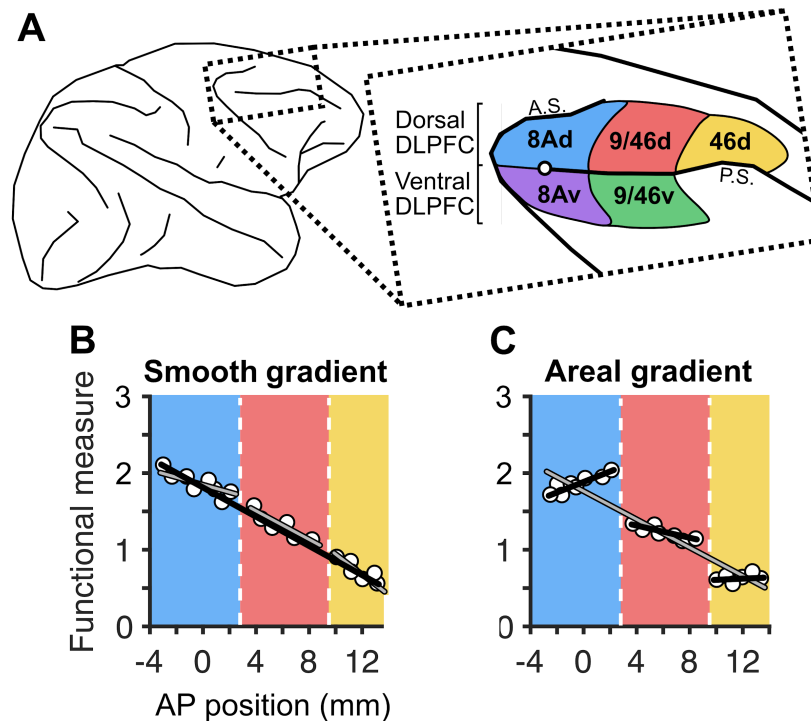 A
A.S.
Dorsal
DLPFC
8Ad
9/46d
46d
P.S.
Ventral
DLPFC
8Av
9/46v
B
Smooth gradient
Functional measure
3
2
1
0
-4 0 4 8 12
AP position (mm)
C
Areal gradient
3
2
1
0
-4 0 4 8 12